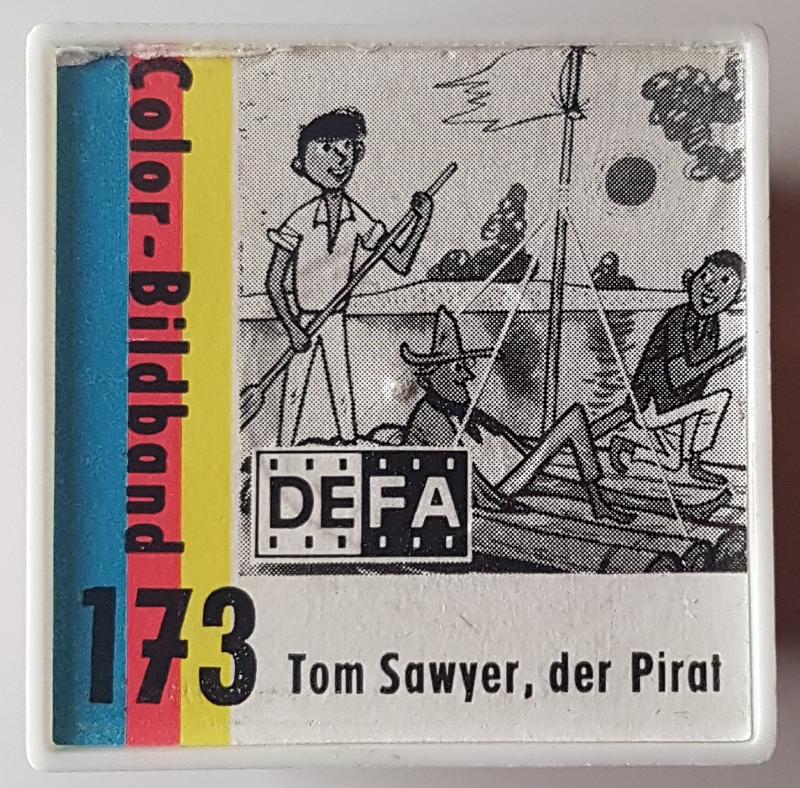 Color-Bildband
DEFA
173
Tom Sawyer, der Pirat